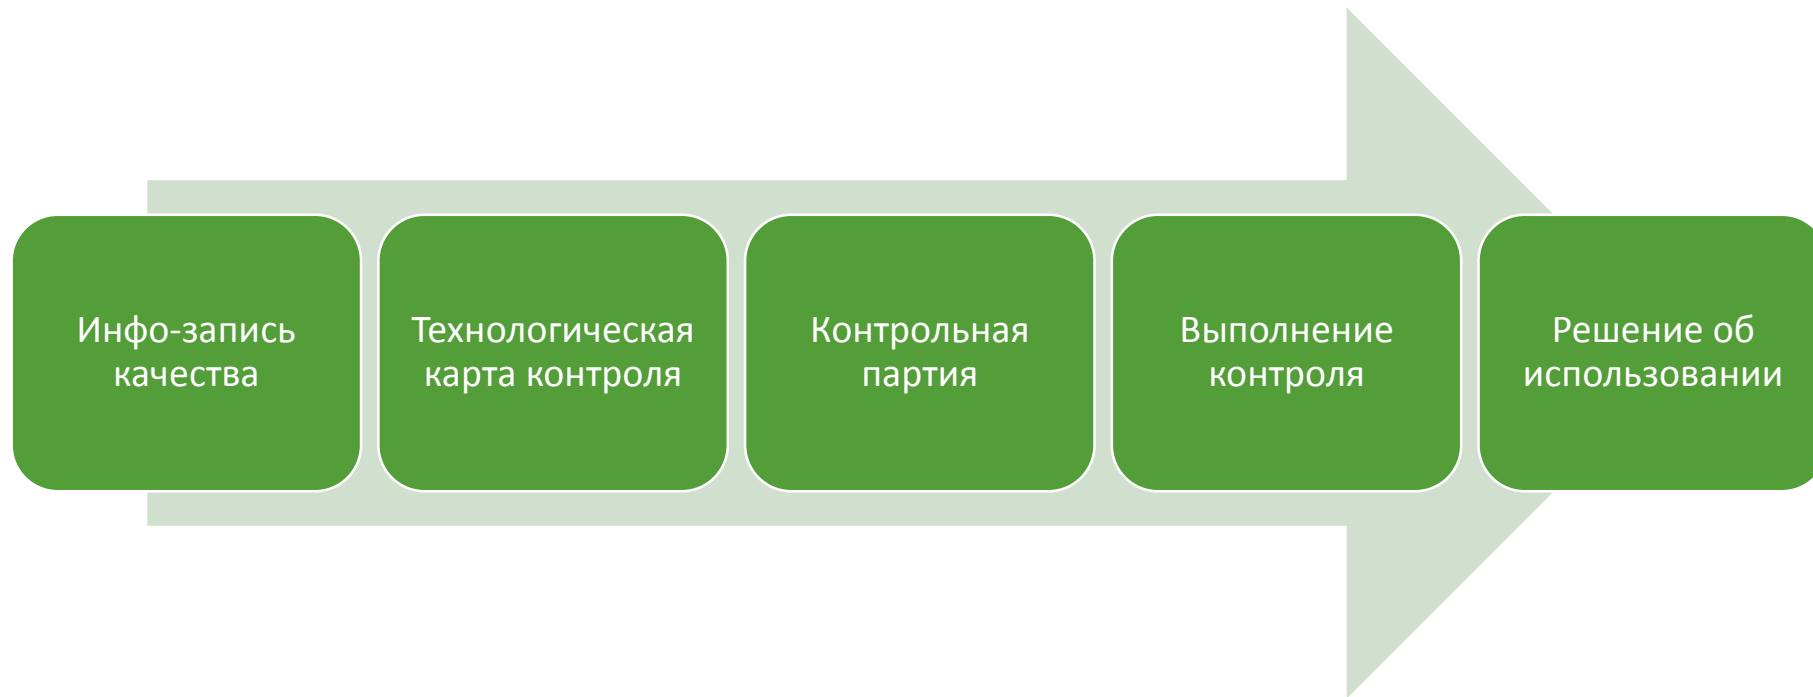 Инфо-запись
качества
Технологическая
карта контроля
Контрольная
партия
Выполнение
контроля
Решение об
использовании